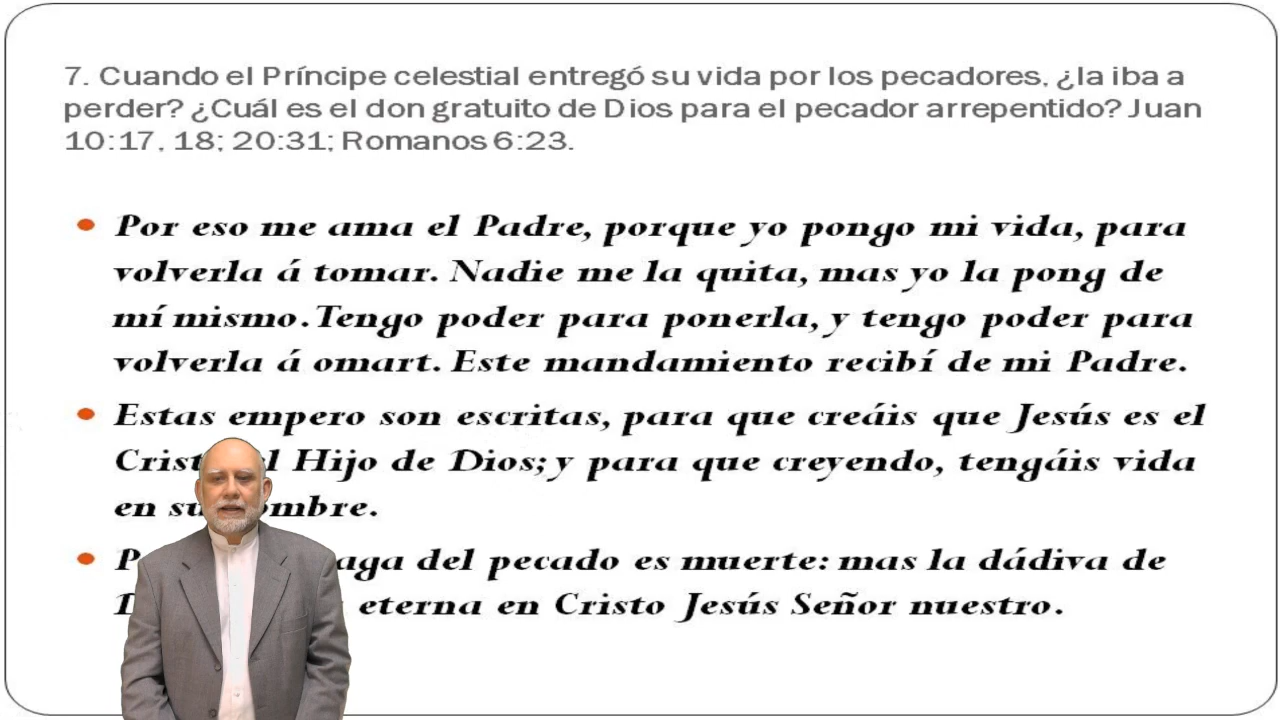 7. Cuando el Príncipe celestial entregó su vida por los pecadores, ¿la iba a
perder? ¿Cuál es el don gratuito de Dios para el pecador arrepentido? Juan
10:17, 18; 20:31; Romanos 6:23.
• Por eso me ama el Padre, porque yo pongo mi vida, para
volverla á tomar. Nadie me la quita, mas yo la pong de
mí mismo. Tengo poder para ponerla, y tengo poder para
volverla á omart. Este mandamiento recibí de mi Padre.
• Estas empero son escritas, para que creáis que Jesús es el
Hijo de Dios; y para que creyendo, tengáis vida
en
• del pecado es muerte: mas la dádiva de
eterna en Cristo Jesús Señor nuestro.